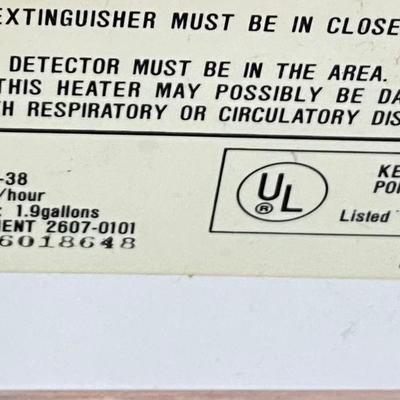 EXTINGUISHER MUST BE IN CLOSE
DETECTOR MUST BE IN THE AREA.
THIS HEATER MAY POSSIBLY BE DA
H RESPIRATORY OR CIRCULATORY DIS
-38
/hour
: 1.9gallons
MENT 2607-0101
6018648
UL
®
KE
PO
Listed